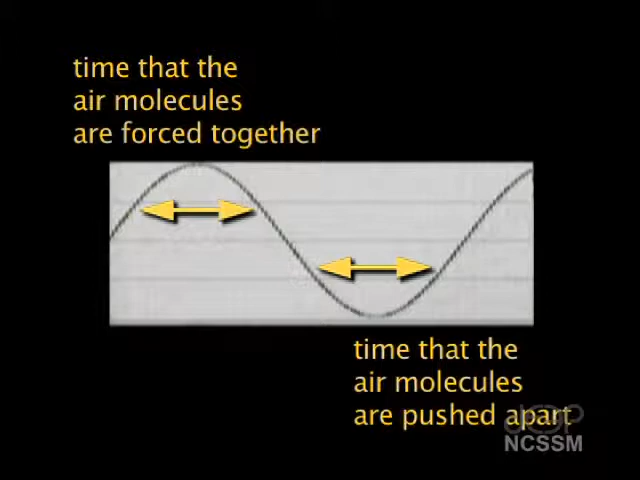 time that the
air molecules
are forced together
time that the
air molecules
are pushed apart
NCSSM